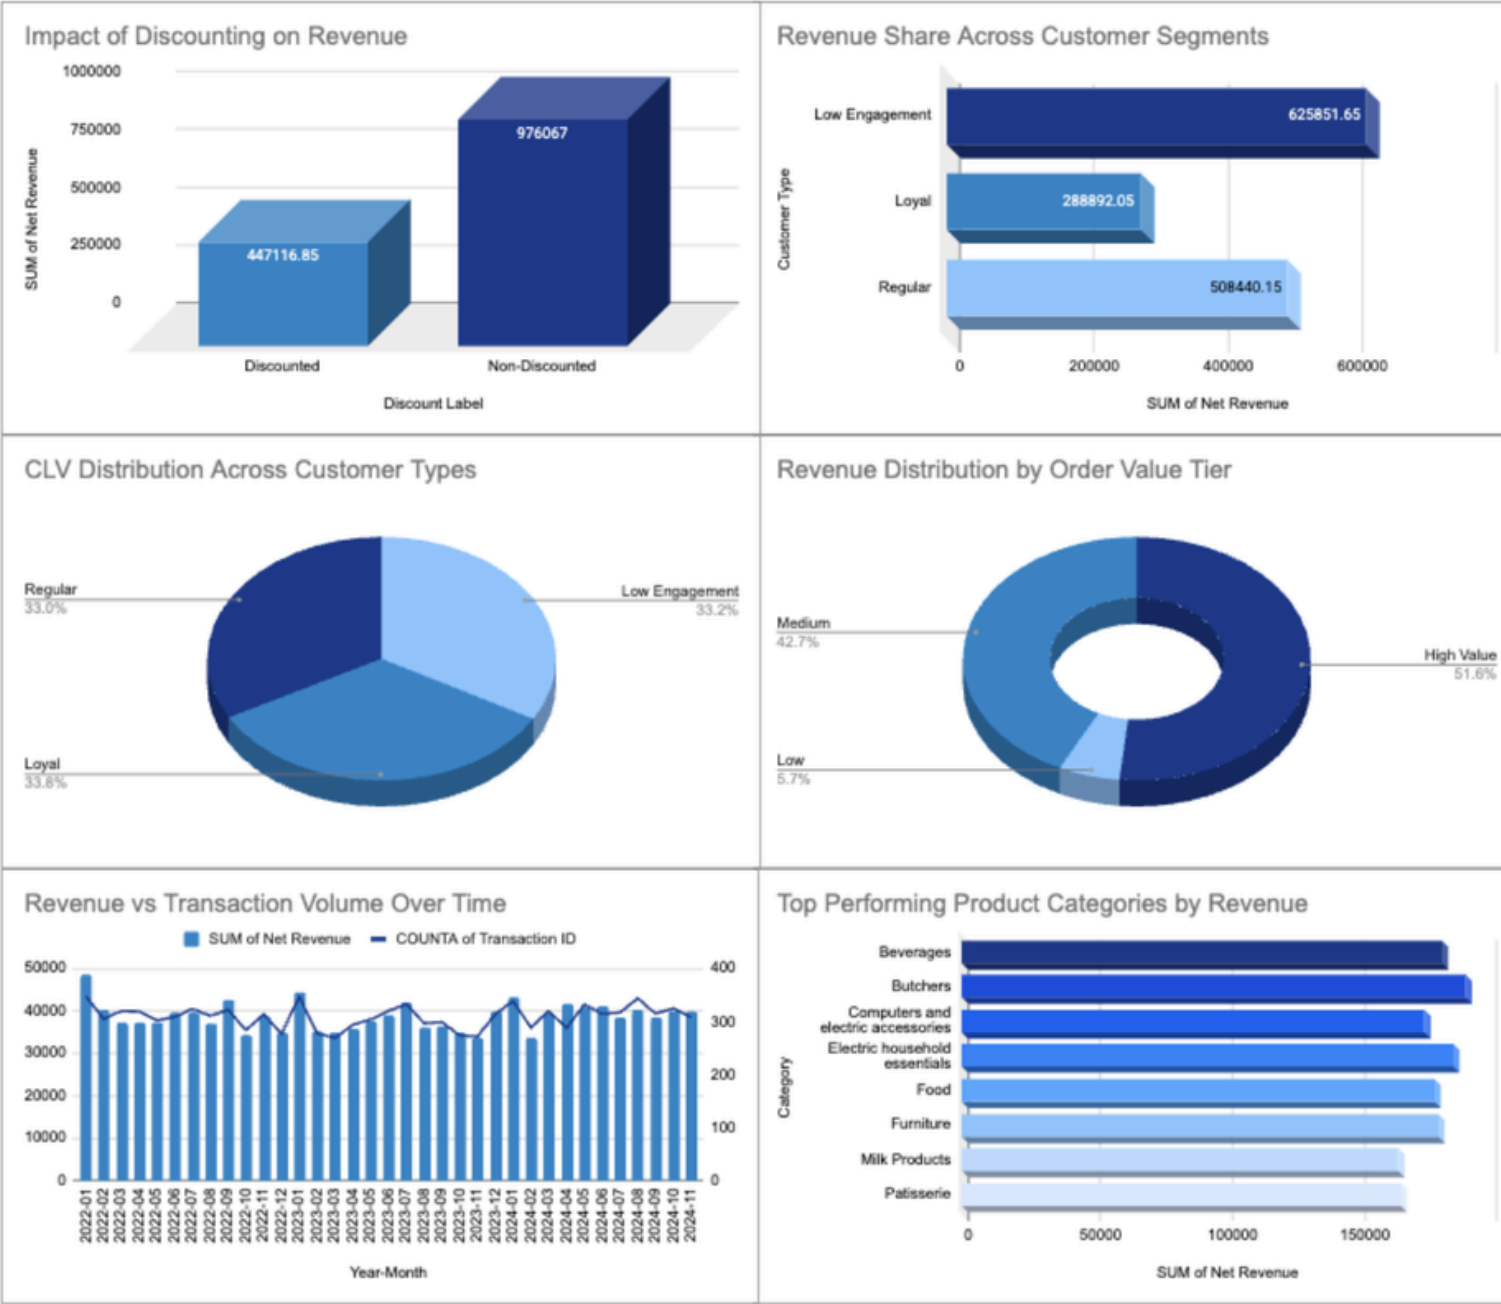 Impact of Discounting on Revenue
SUM of Net Revenue
1000000
750000
500000
250000
0
447116.85
976067
Discounted
Non-Discounted
Discount Label
Revenue Share Across Customer Segments
Customer Type
Low Engagement
625851.65
Loyal
288892.05
Regular
508440.15
0
200000
400000
600000
SUM of Net Revenue
CLV Distribution Across Customer Types
Regular
33.0%
Low Engagement
33.2%
Loyal
33.8%
Revenue Distribution by Order Value Tier
Medium
42.7%
High Value
51.6%
Low
5.7%
Revenue vs Transaction Volume Over Time
SUM of Net Revenue
COUNTA of Transaction ID
50000
40000
30000
20000
10000
0
400
300
200
100
0
2022-01
2022-02
2022-03
2022-04
2022-05
2022-06
2022-07
2022-08
2022-09
2022-10
2022-11
2022-12
2023-01
2023-02
2023-03
2023-04
2023-05
2023-06
2023-07
2023-08
2023-09
2023-10
2023-11
2023-12
2024-01
2024-02
2024-03
2024-04
2024-05
2024-06
2024-07
2024-08
2024-09
2024-10
2024-11
Year-Month
Top Performing Product Categories by Revenue
Category
Beverages
Butchers
Computers and
electric accessories
Electric household
essentials
Food
Furniture
Milk Products
Patisserie
0
50000
100000
150000
SUM of Net Revenue